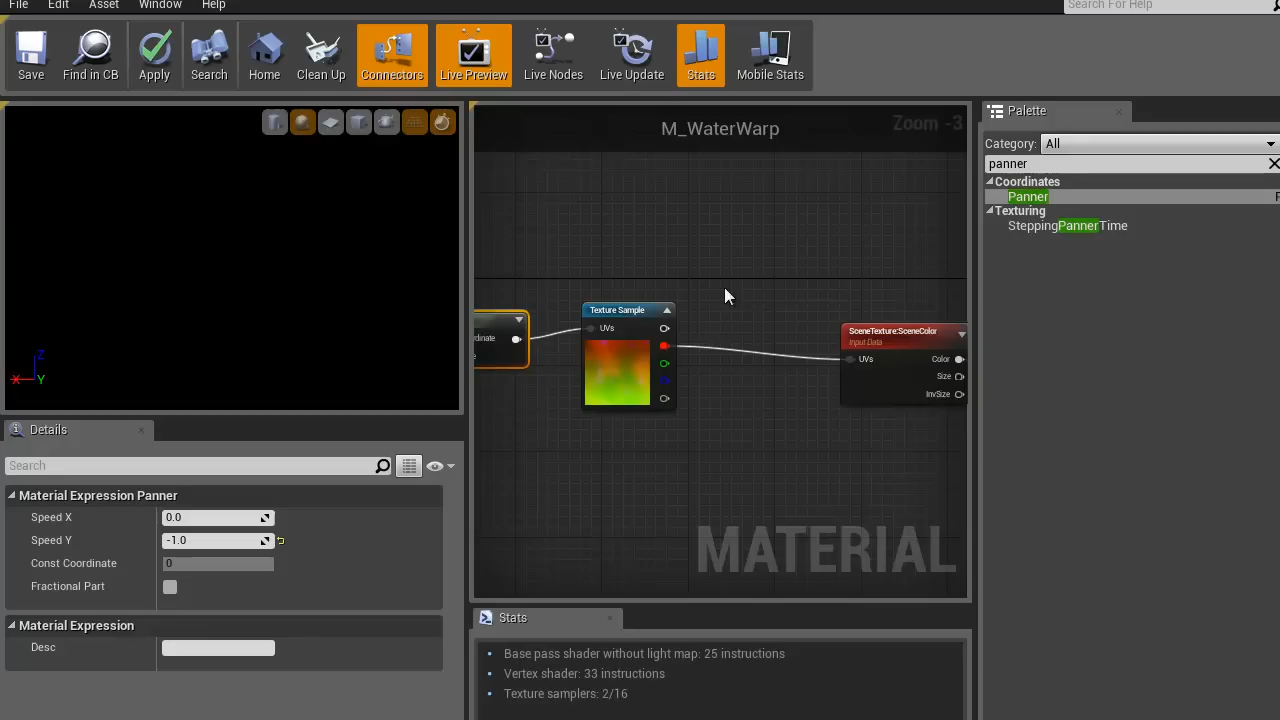 File Edit Asset Window Help
Search For Help
Save Find in CB Apply Search Home Clean Up Connectors Live Preview Live Nodes Live Update Stats Mobile Stats
M_WaterWarp
Zoom -3
Palette
Category: All
panner
Coordinates
Panner
Texturing
SteppingPannerTime
Texture Sample
UVs
SceneTexture:SceneColor
Input Data
UVs Color
Size
InvSize
MATERIAL
Z
X Y
Details
Search
Material Expression Panner
Speed X 0.0
Speed Y -1.0
Const Coordinate 0
Fractional Part
Material Expression
Desc
Stats
Base pass shader without light map: 25 instructions
Vertex shader: 33 instructions
Texture samplers: 2/16